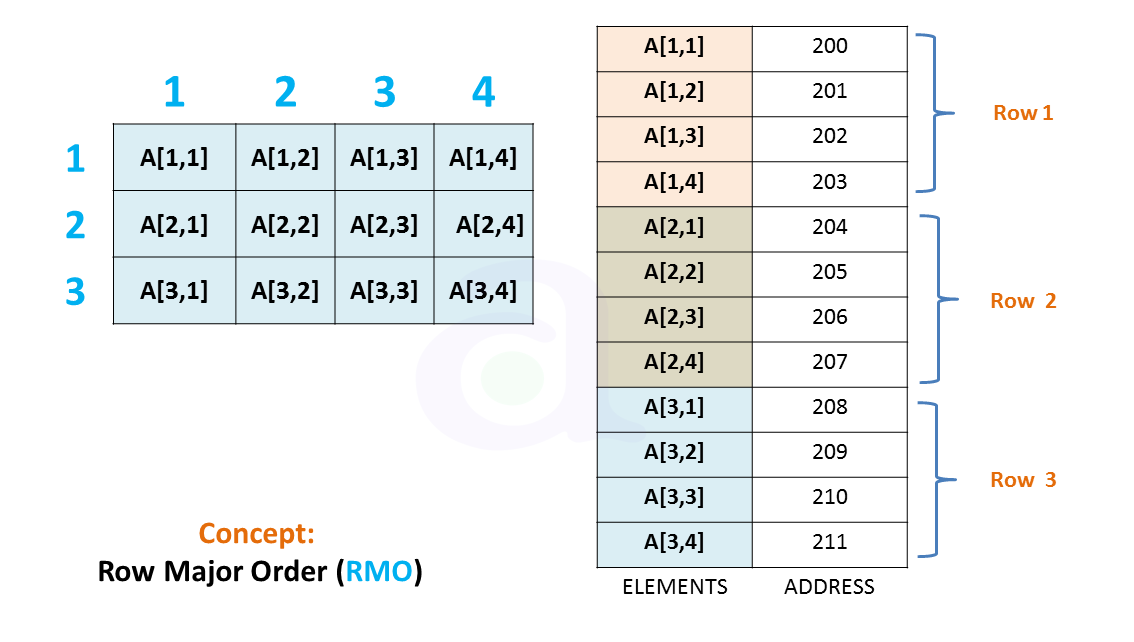 1 2 3 4
1 A[1,1] A[1,2] A[1,3] A[1,4]
2 A[2,1] A[2,2] A[2,3] A[2,4]
3 A[3,1] A[3,2] A[3,3] A[3,4]
Concept:
Row Major Order (RMO)
A[1,1] 200
A[1,2] 201
A[1,3] 202
A[1,4] 203
Row 1
A[2,1] 204
A[2,2] 205
A[2,3] 206
A[2,4] 207
Row 2
A[3,1] 208
A[3,2] 209
A[3,3] 210
A[3,4] 211
Row 3
ELEMENTS ADDRESS